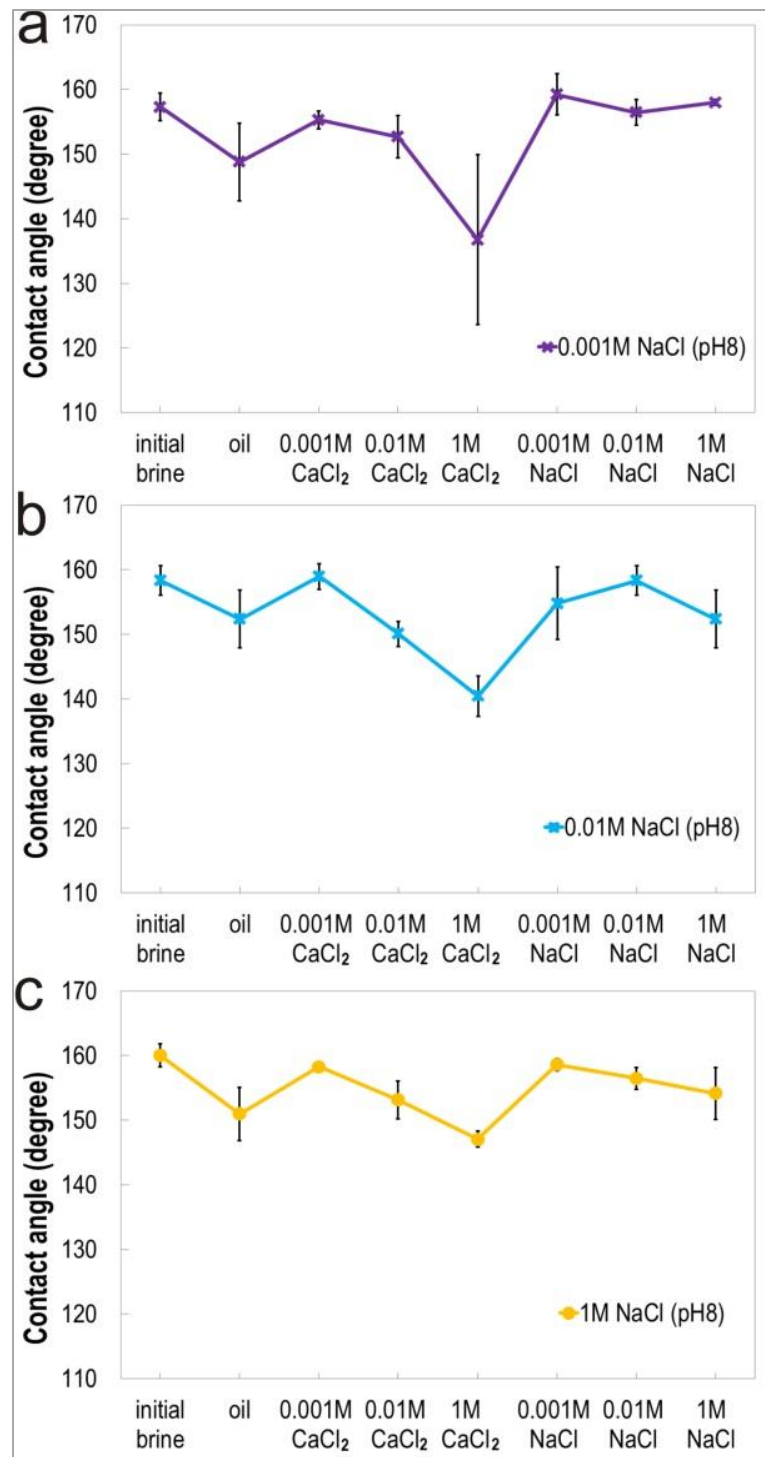 a
Contact angle (degree)
170
160
150
140
130
120
110
0.001M NaCl (pH8)
initial brine
oil
0.001M CaCl₂
0.01M CaCl₂
1M CaCl₂
0.001M NaCl
0.01M NaCl
1M NaCl
b
Contact angle (degree)
170
160
150
140
130
120
110
0.01M NaCl (pH8)
initial brine
oil
0.001M CaCl₂
0.01M CaCl₂
1M CaCl₂
0.001M NaCl
0.01M NaCl
1M NaCl
c
Contact angle (degree)
170
160
150
140
130
120
110
1M NaCl (pH8)
initial brine
oil
0.001M CaCl₂
0.01M CaCl₂
1M CaCl₂
0.001M NaCl
0.01M NaCl
1M NaCl